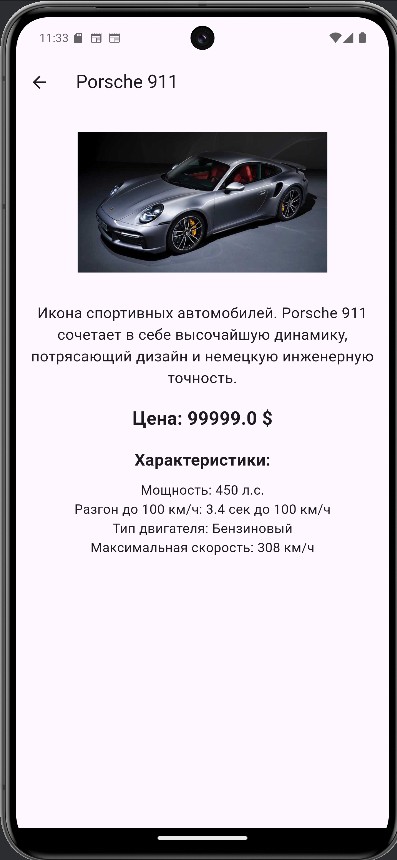 11:33
Porsche 911
Икона спортивных автомобилей. Porsche 911
сочетает в себе высочайшую динамику,
потрясающий дизайн и немецкую инженерную
точность.
Цена: 99999.0 $
Характеристики:
Мощность: 450 л.с.
Разгон до 100 км/ч: 3.4 сек до 100 км/ч
Тип двигателя: Бензиновый
Максимальная скорость: 308 км/ч